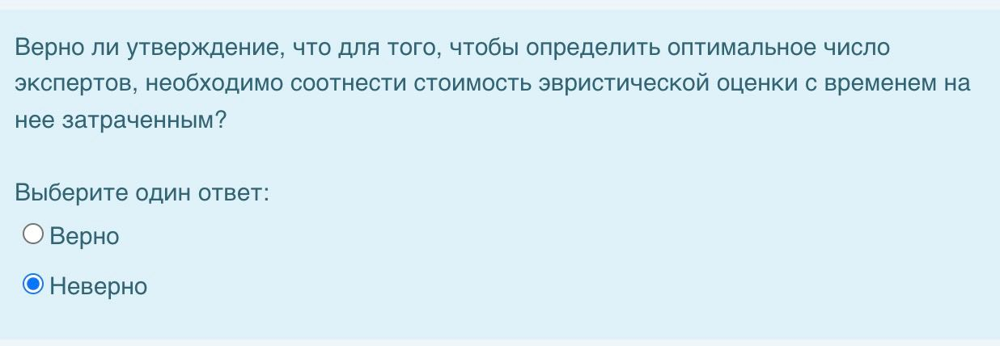 Верно ли утверждение, что для того, чтобы определить оптимальное число
экспертов, необходимо соотнести стоимость эвристической оценки с временем на
нее затраченным?
Выберите один ответ:
Верно
Неверно